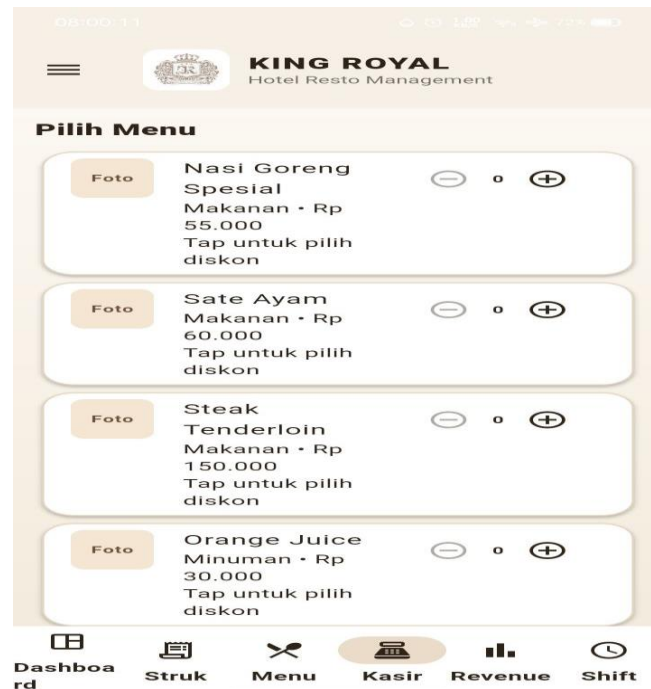 08:00:11
KING ROYAL
Hotel Resto Management
Pilih Menu
Foto
Nasi Goreng
Spesial
Makanan • Rp
55.000
Tap untuk pilih
diskon
0
Foto
Sate Ayam
Makanan • Rp
60.000
Tap untuk pilih
diskon
0
Foto
Steak
Tenderloin
Makanan • Rp
150.000
Tap untuk pilih
diskon
0
Foto
Orange Juice
Minuman • Rp
30.000
Tap untuk pilih
diskon
0
Dashboa
rd
Struk
Menu
Kasir
Revenue
Shift